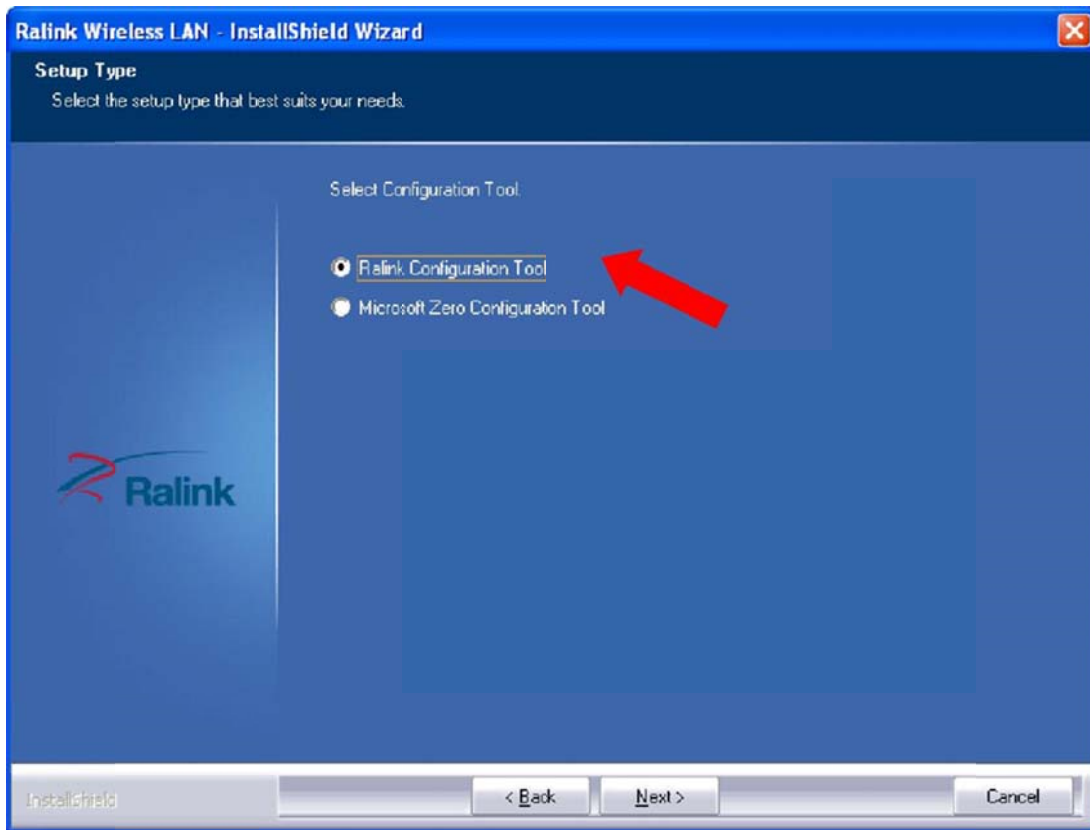 Ralink Wireless LAN - InstallShield Wizard
Setup Type
Select the setup type that best suits your needs.
Select Configuration Tool.
Ralink Configuration Tool
Microsoft Zero Configuration Tool
Ralink
InstallShield
< Back
Next >
Cancel